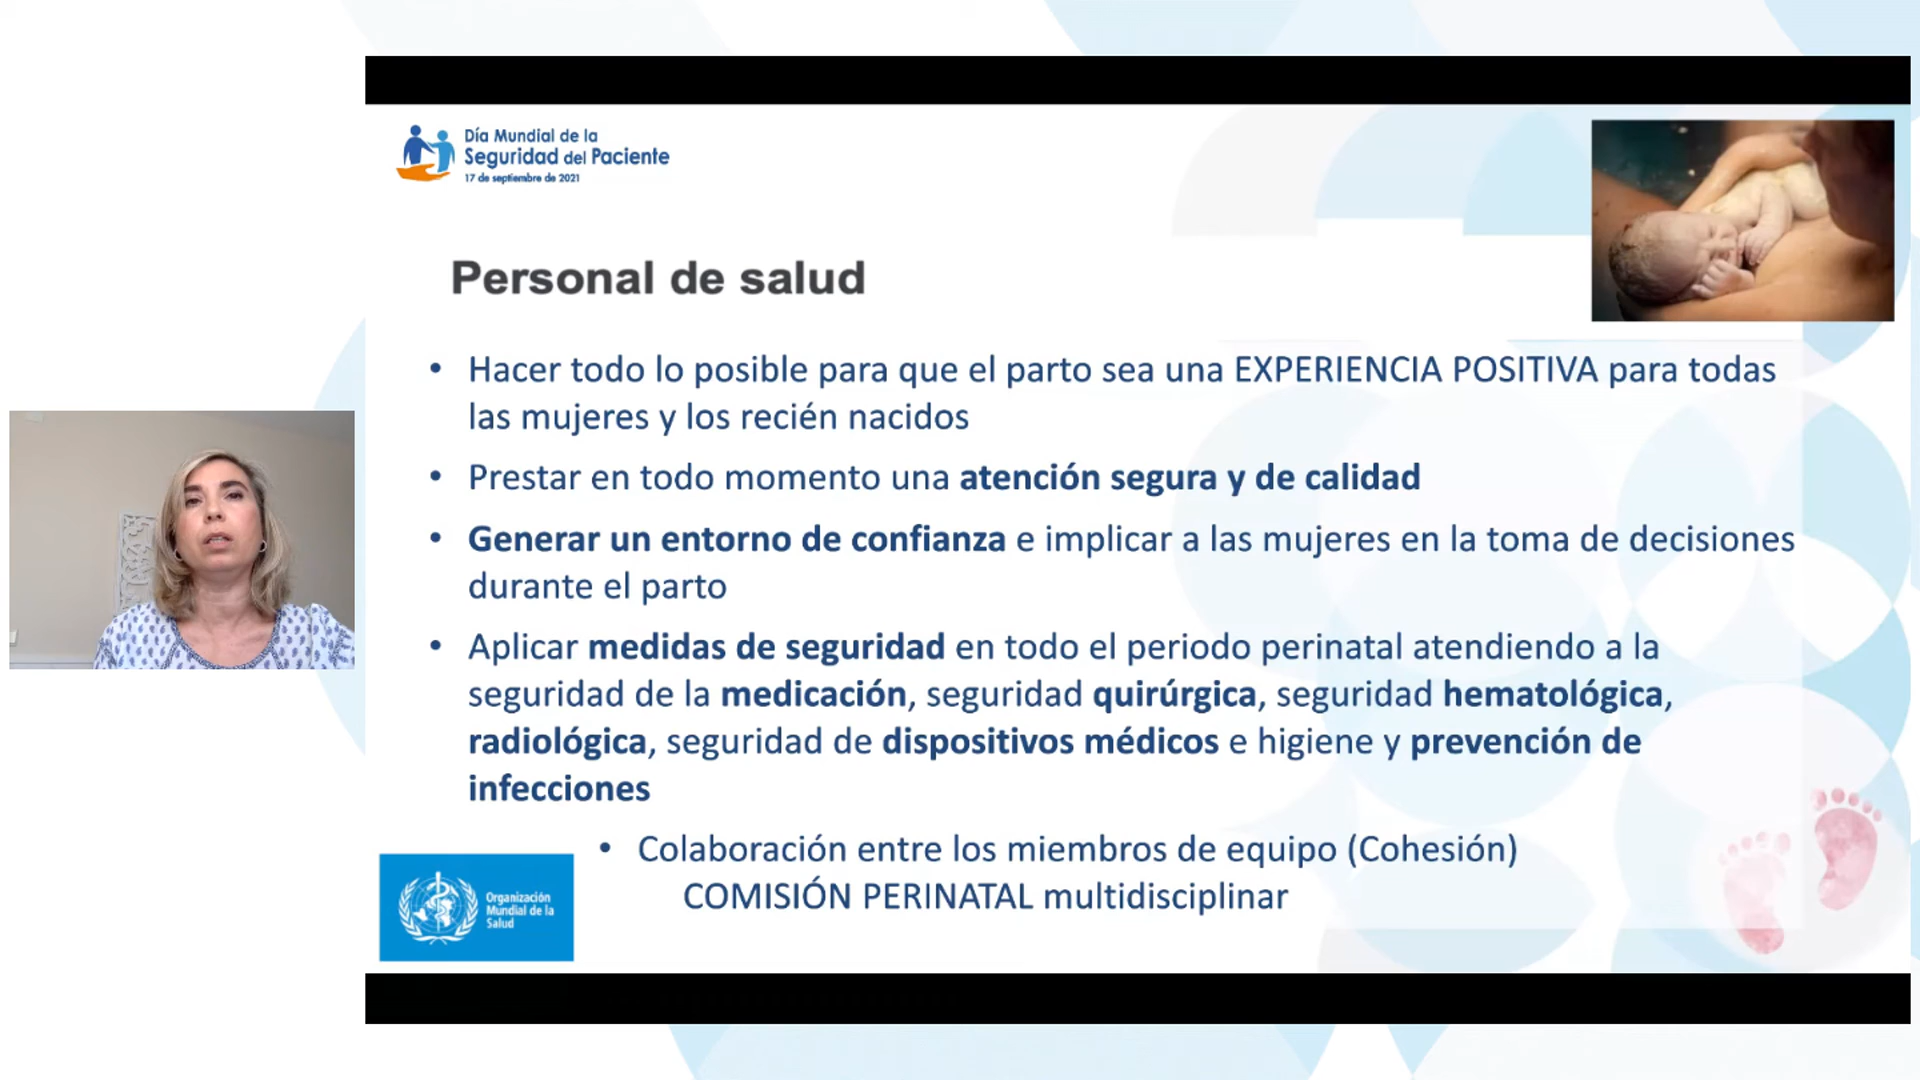 Día Mundial de la
Seguridad del Paciente
17 de septiembre de 2021
Personal de salud
• Hacer todo lo posible para que el parto sea una EXPERIENCIA POSITIVA para todas
las mujeres y los recién nacidos
• Prestar en todo momento una atención segura y de calidad
• Generar un entorno de confianza e implicar a las mujeres en la toma de decisiones
durante el parto
• Aplicar medidas de seguridad en todo el periodo perinatal atendiendo a la
seguridad de la medicación, seguridad quirúrgica, seguridad hematológica,
radiológica, seguridad de dispositivos médicos e higiene y prevención de
infecciones
• Colaboración entre los miembros de equipo (Cohesión)
COMISIÓN PERINATAL multidisciplinar
Organización
Mundial de la
Salud